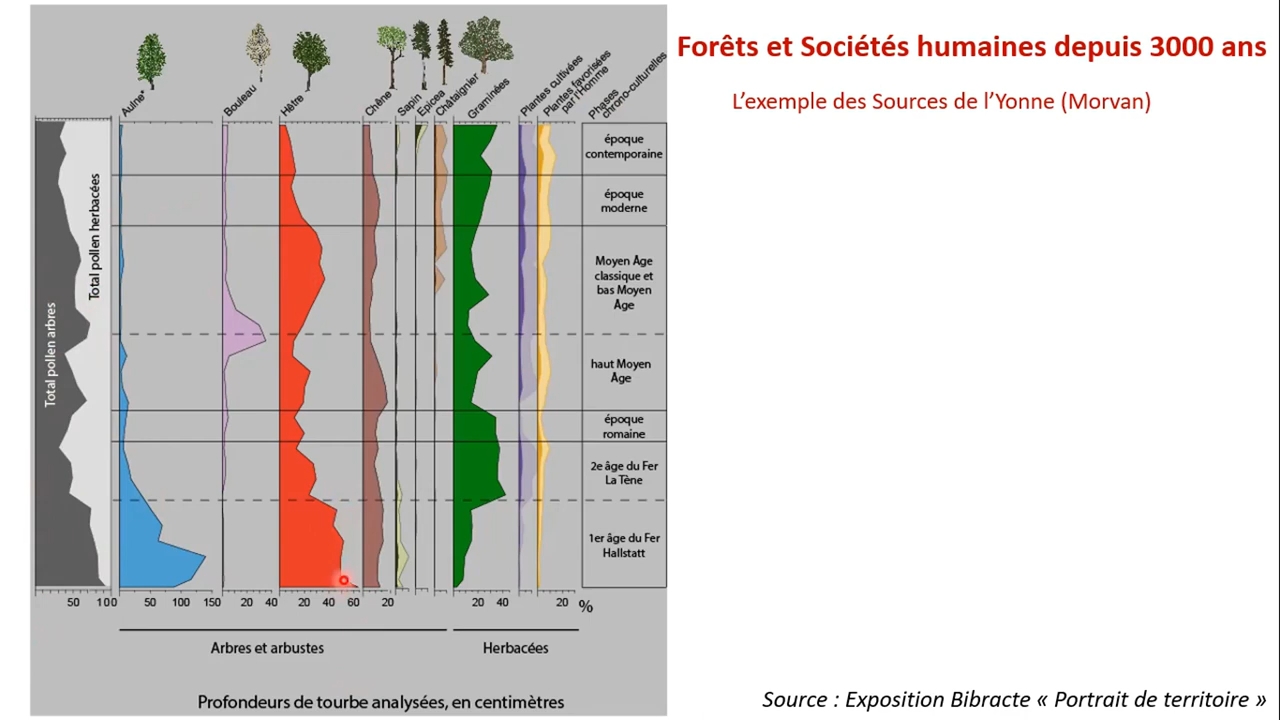 Forêts et Sociétés humaines depuis 3000 ans
L’exemple des Sources de l’Yonne (Morvan)
Aulne*
Bouleau
Hêtre
Chêne
Sapin
Epicea
Châtaignier
Graminées
Plantes cultivées
Plantes favorisées
par l'Homme
Phases
chrono-culturelles
Total pollen arbres
Total pollen herbacées
époque
contemporaine
époque
moderne
Moyen Âge
classique et
bas Moyen
Âge
haut Moyen
Âge
époque
romaine
2e âge du Fer
La Tène
1er âge du Fer
Hallstatt
50 100 50 100 150 20 40 20 40 60 20 20 40 20 %
Arbres et arbustes
Herbacées
Profondeurs de tourbe analysées, en centimètres
Source : Exposition Bibracte « Portrait de territoire »